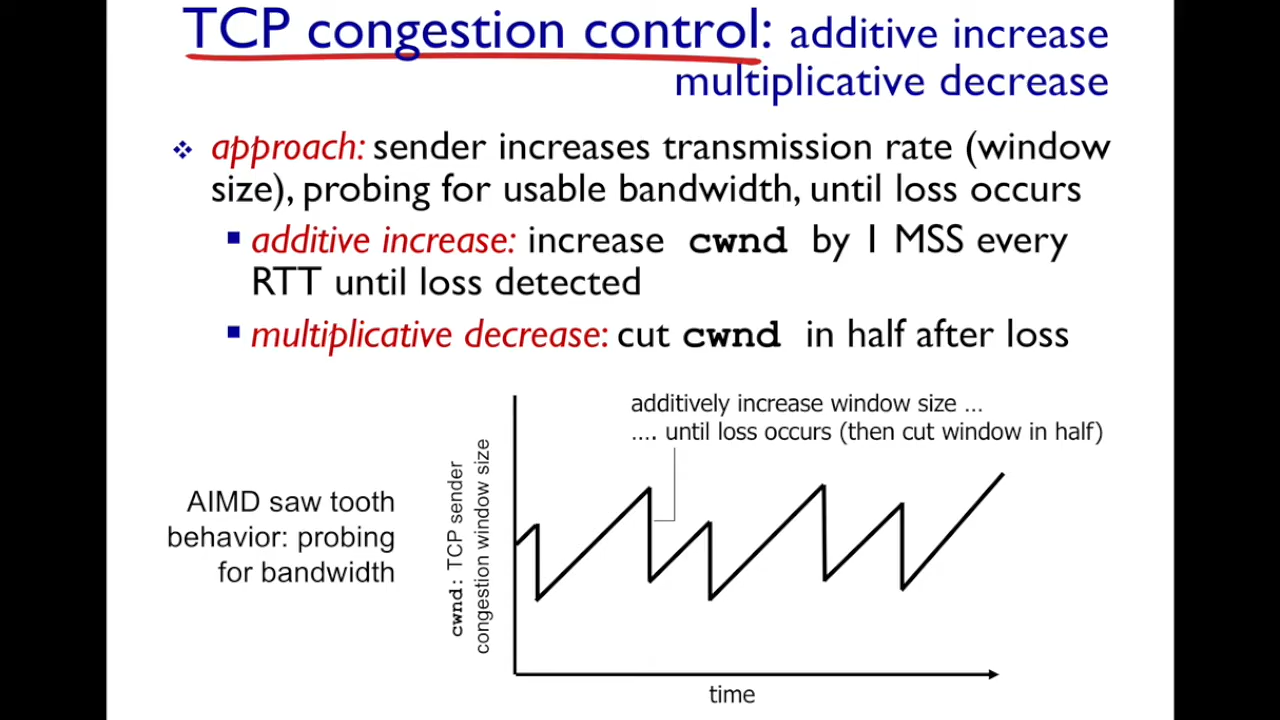 TCP congestion control: additive increase
multiplicative decrease
approach: sender increases transmission rate (window
size), probing for usable bandwidth, until loss occurs
additive increase: increase cwnd by 1 MSS every
RTT until loss detected
multiplicative decrease: cut cwnd in half after loss
additively increase window size …
…. until loss occurs (then cut window in half)
AIMD saw tooth
behavior: probing
for bandwidth
cwnd: TCP sender
congestion window size
time